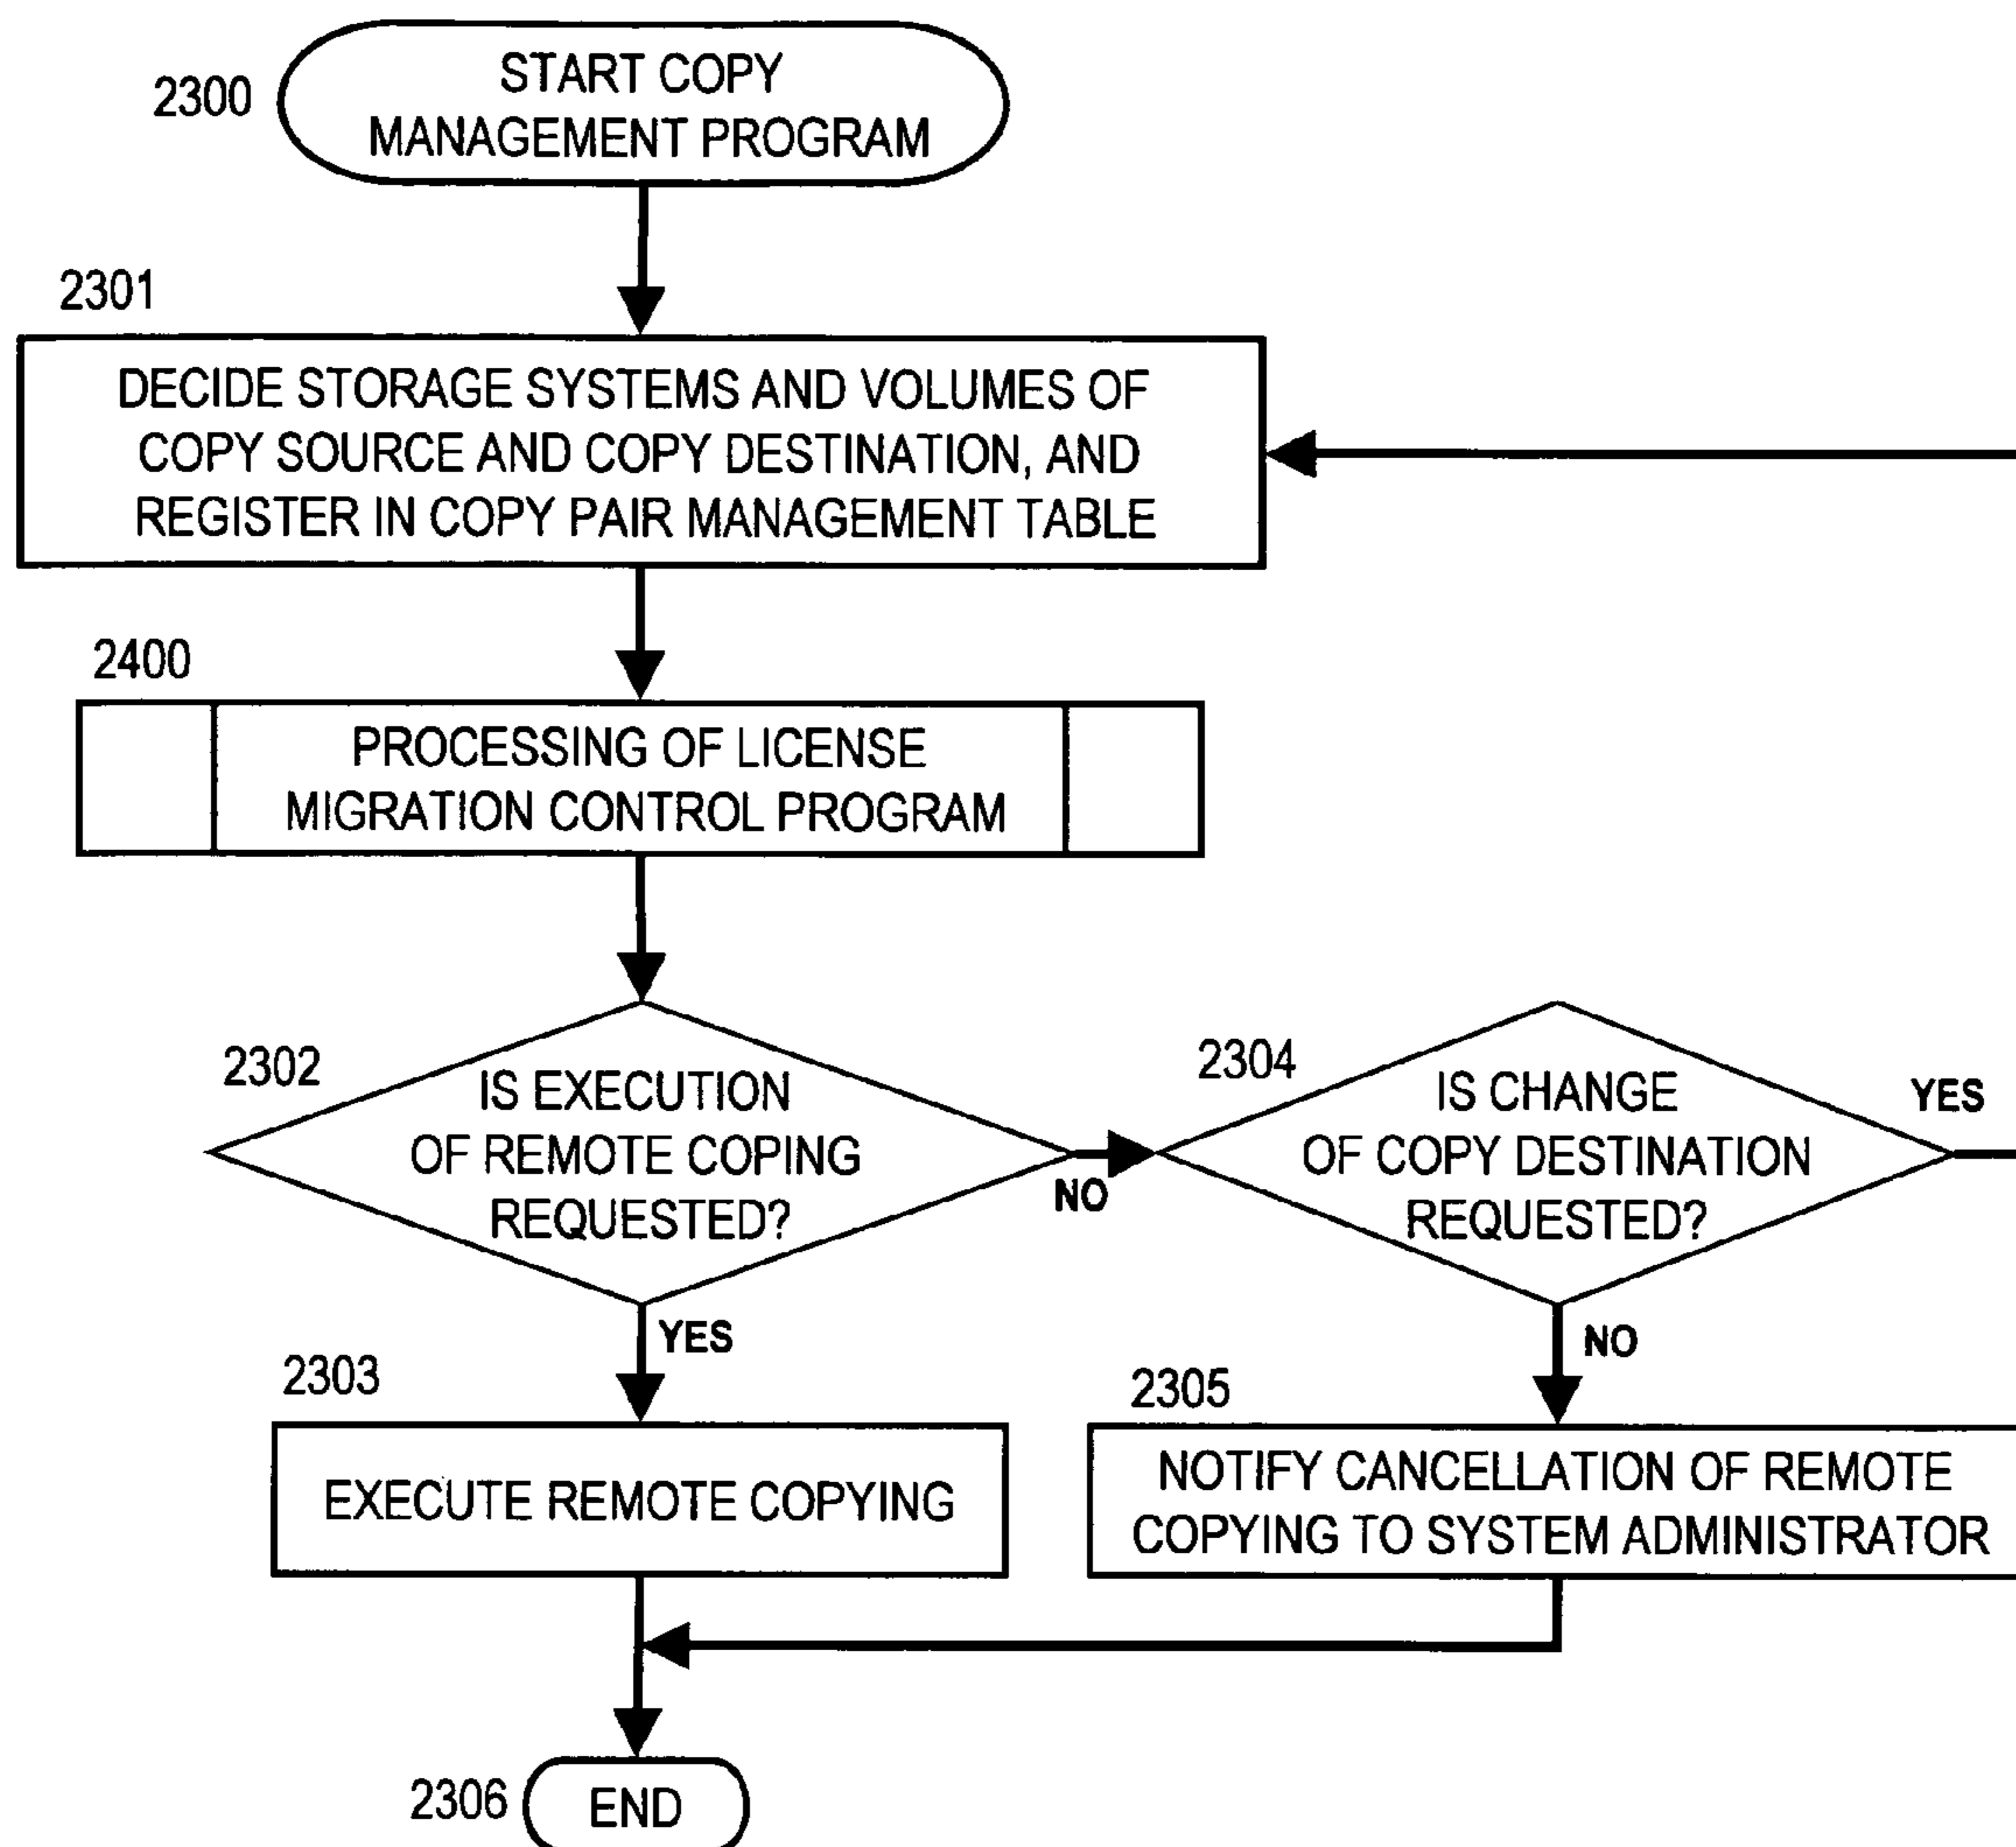 2300
START COPY
MANAGEMENT PROGRAM
2301
DECIDE STORAGE SYSTEMS AND VOLUMES OF
COPY SOURCE AND COPY DESTINATION, AND
REGISTER IN COPY PAIR MANAGEMENT TABLE
2400
PROCESSING OF LICENSE
MIGRATION CONTROL PROGRAM
2302
IS EXECUTION
OF REMOTE COPING
REQUESTED?
NO
YES
2304
IS CHANGE
OF COPY DESTINATION
REQUESTED?
YES
NO
2303
EXECUTE REMOTE COPYING
2305
NOTIFY CANCELLATION OF REMOTE
COPYING TO SYSTEM ADMINISTRATOR
2306
END